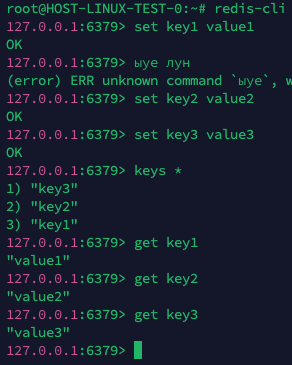 root@HOST-LINUX-TEST-0:~# redis-cli
127.0.0.1:6379> set key1 value1
OK
127.0.0.1:6379> ыуе лун
(error) ERR unknown command `ыуе`, w
127.0.0.1:6379> set key2 value2
OK
127.0.0.1:6379> set key3 value3
OK
127.0.0.1:6379> keys *
1) "key3"
2) "key2"
3) "key1"
127.0.0.1:6379> get key1
"value1"
127.0.0.1:6379> get key2
"value2"
127.0.0.1:6379> get key3
"value3"
127.0.0.1:6379>